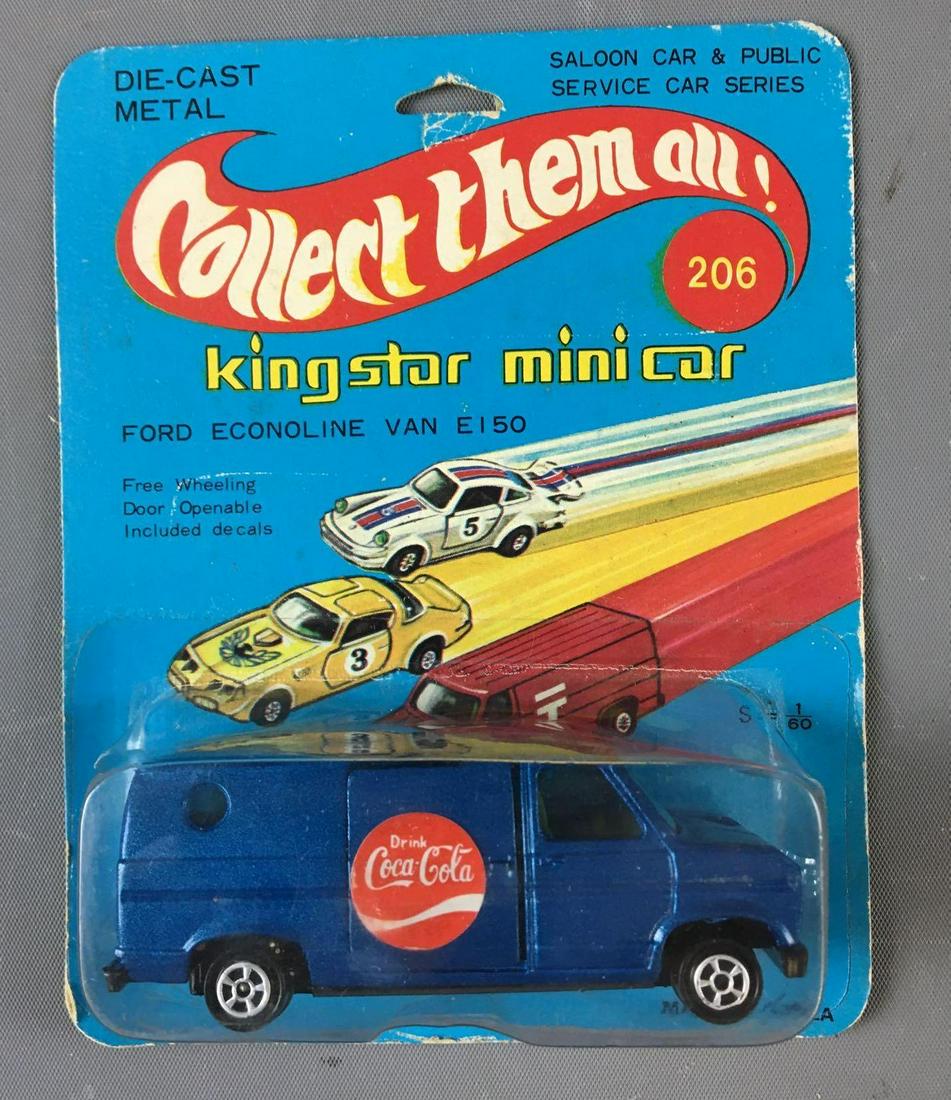 DIE-CAST
METAL
SALOON CAR & PUBLIC
SERVICE CAR SERIES
Collect them all!
206
kingstar mini car
FORD ECONOLINE VAN E150
Free Wheeling
Door Openable
Included decals
5
3
S
1/60
Drink
Coca-Cola